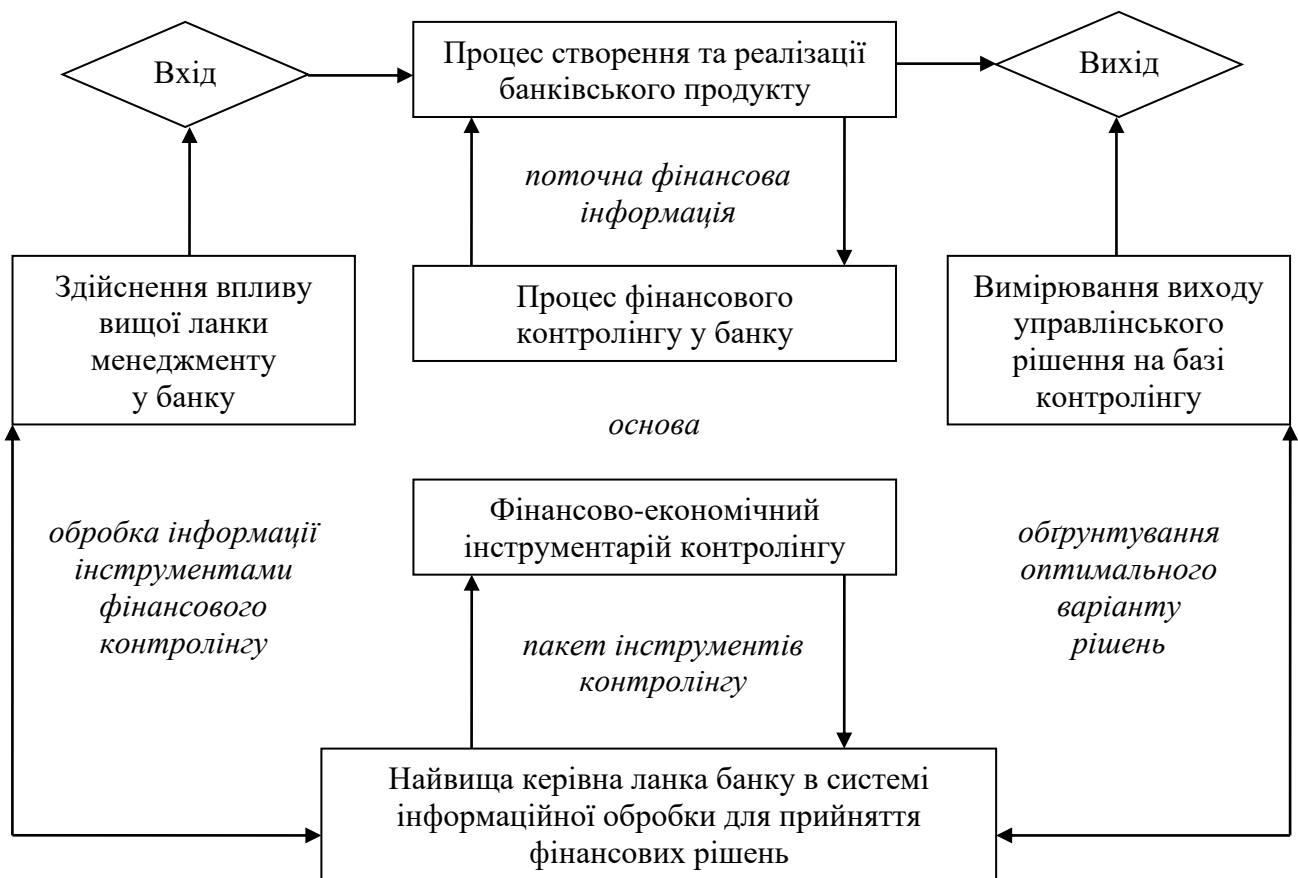 Вхід
Процес створення та реалізації
банківського продукту
Вихід
поточна фінансова
інформація
Здійснення впливу
вищої ланки
менеджменту
у банку
Процес фінансового
контролінгу у банку
Вимірювання виходу
управлінського
рішення на базі
контролінгу
основа
обробка інформації
інструментами
фінансового
контролінгу
Фінансово-економічний
інструментарій контролінгу
обґрунтування
оптимального
варіанту
рішень
пакет інструментів
контролінгу
Найвища керівна ланка банку в системі
інформаційної обробки для прийняття
фінансових рішень